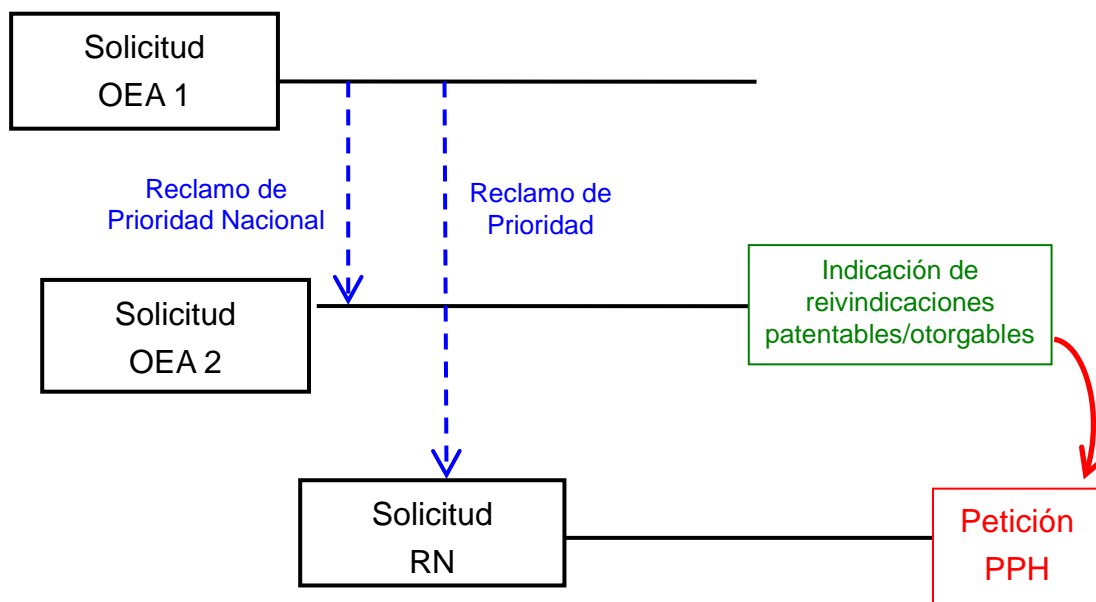 Solicitud
OEA 1
Reclamo de
Prioridad Nacional
Reclamo de
Prioridad
Solicitud
OEA 2
Indicación de
reivindicaciones
patentables/otorgables
Solicitud
RN
Petición
PPH